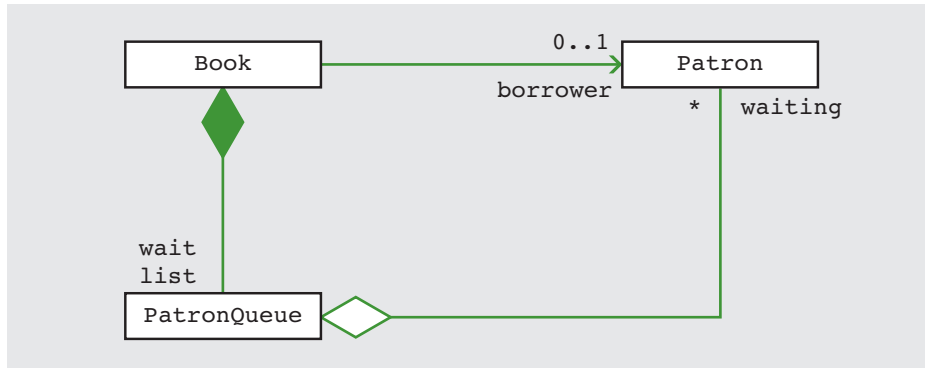 0..1
Book
Patron
borrower
* waiting
wait
list
PatronQueue